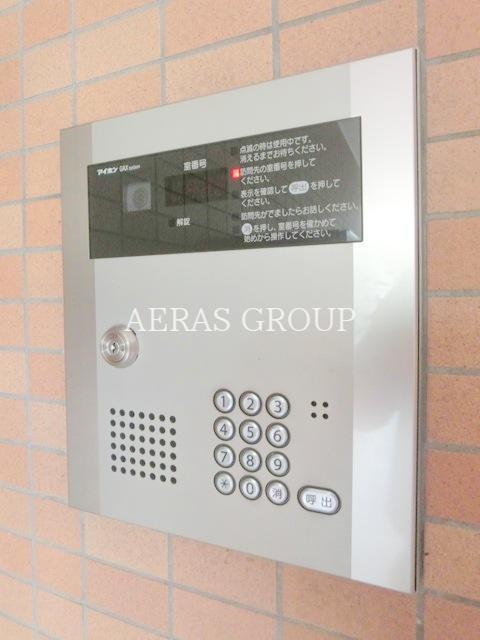 アイホン GAX system
室番号
解錠
点滅の時は使用中です。
消えるまでお待ちください。
訪問先の室番号を押して
ください。
表示を確認して 呼出 を押して
ください。
訪問先がでましたらお話しください。
消 を押し、室番号を確かめて
始めから操作してください。
AERAS GROUP
1 2 3
4 5 6
7 8 9
* 0 消
呼出